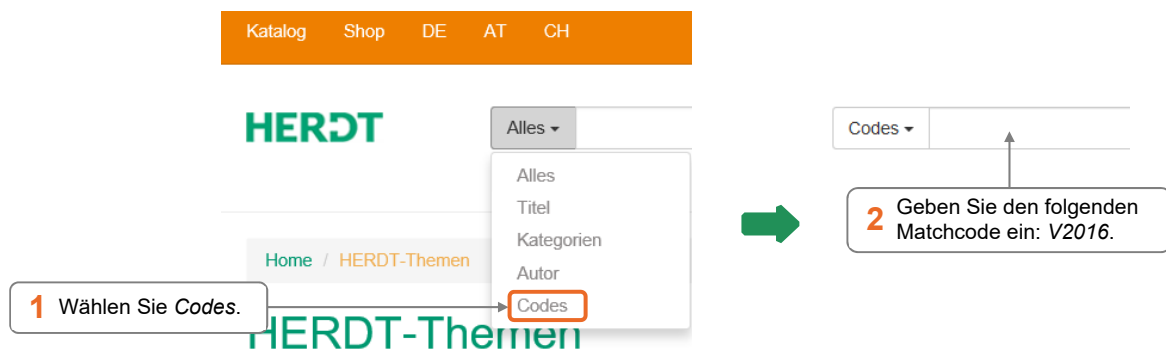 Katalog Shop DE AT CH
HERDT
Alles
Alles
Titel
Kategorien
Autor
Codes
Home / HERDT-Themen
HERDT-Themen
1 Wählen Sie Codes.
Codes
2 Geben Sie den folgenden
Matchcode ein: V2016.